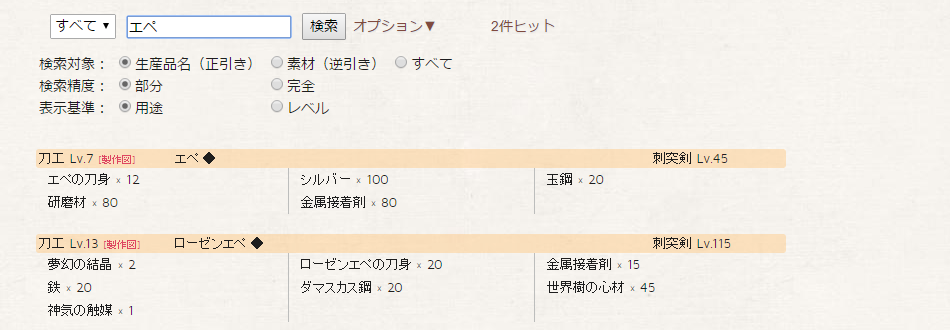 すべて ▼ エペ 検索 オプション▼ 2件ヒット
検索対象： 生産品名（正引き） 素材（逆引き） すべて
検索精度： 部分 完全
表示基準： 用途 レベル
刀工 Lv.7 [製作図] エペ ◆ 刺突剣 Lv.45
エペの刀身 × 12 シルバー × 100 玉鋼 × 20
研磨材 × 80 金属接着剤 × 80
刀工 Lv.13 [製作図] ローゼンエペ ◆ 刺突剣 Lv.115
夢幻の結晶 × 2 ローゼンエペの刀身 × 20 金属接着剤 × 15
鉄 × 20 ダマスカス鋼 × 20 世界樹の心材 × 45
神気の触媒 × 1